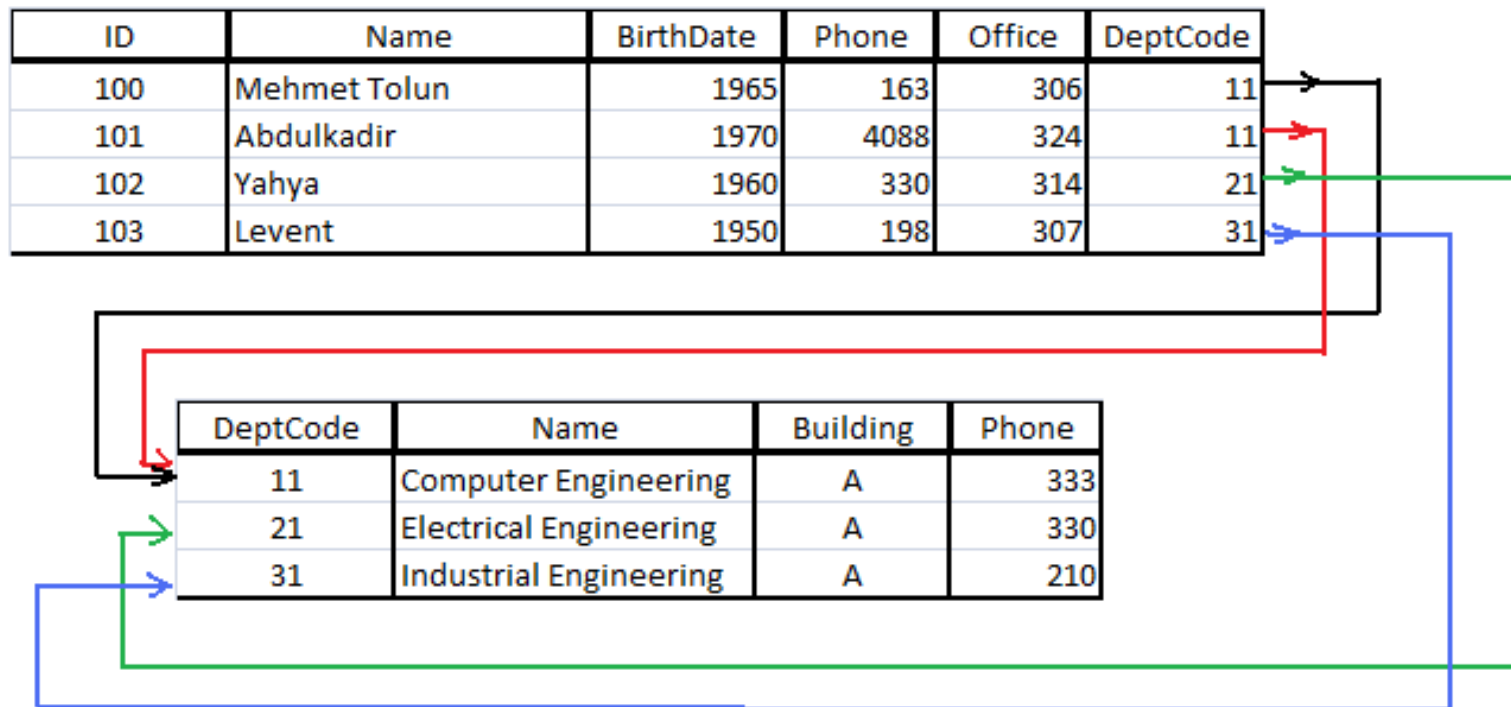 ID Name BirthDate Phone Office DeptCode
100 Mehmet Tolun 1965 163 306 11
101 Abdulkadir 1970 4088 324 11
102 Yahya 1960 330 314 21
103 Levent 1950 198 307 31
DeptCode Name Building Phone
11 Computer Engineering A 333
21 Electrical Engineering A 330
31 Industrial Engineering A 210